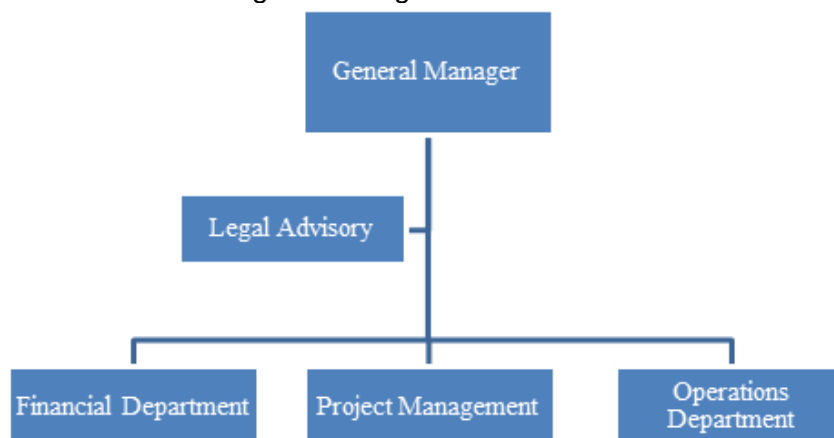 General Manager
Legal Advisory
Financial Department
Project Management
Operations
Department